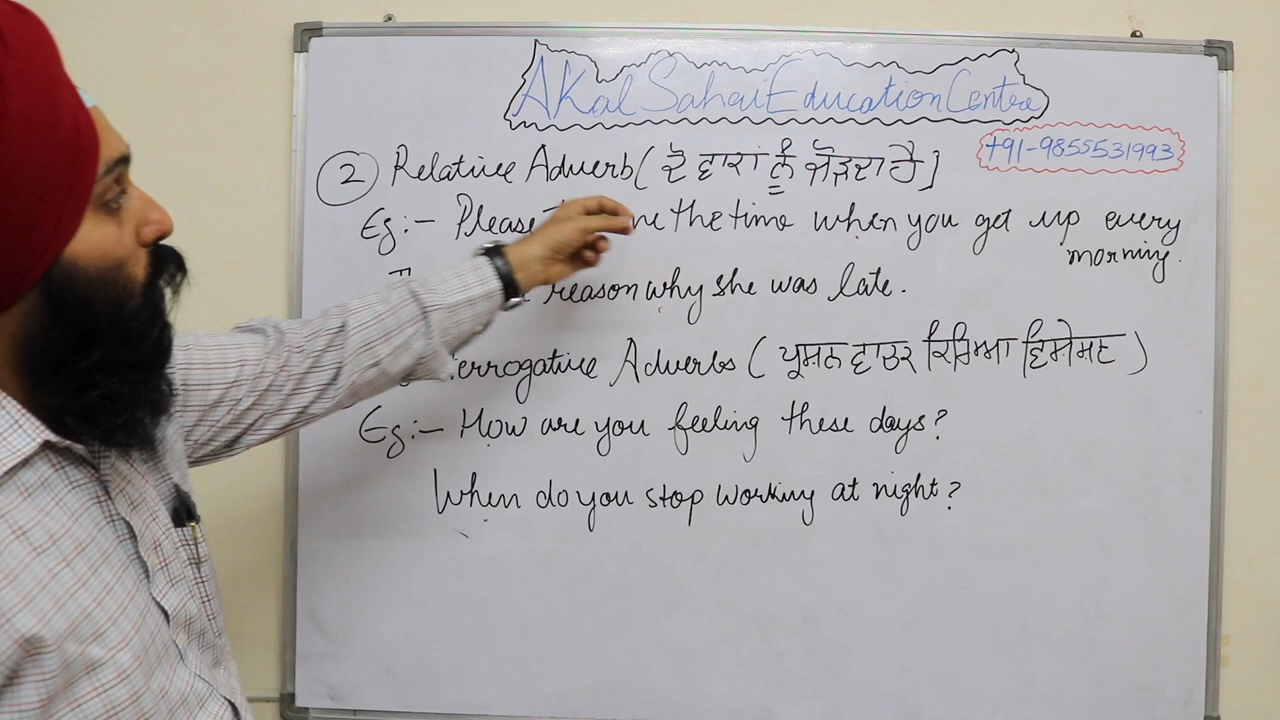 AKal Sahai Education Centre
+91-9855531993
② Relative Adverb ( ਦੋ ਵਾਕਾਂ ਨੂੰ ਜੋੜਦਾ ਹੈ ]
Eg:- Please the time when you get up every
morning.
reason why she was late.
Adverbs ( ਪ੍ਰਸ਼ਨ ਵਾਚਕ ਕਿਰਿਆ ਵਿਸ਼ੇਸ਼ਣ )
Eg:- How are you feeling these days?
When do you stop working at night?